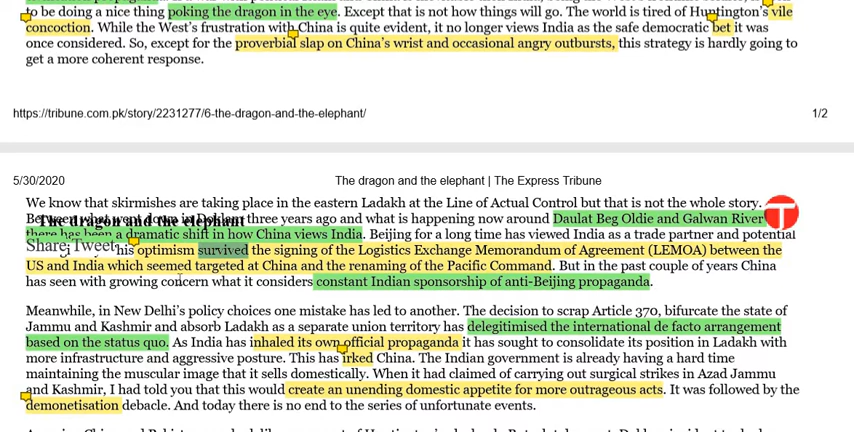 to be doing a nice thing poking the dragon in the eye. Except that is not how things will go. The world is tired of Huntington's vile
concoction. While the West's frustration with China is quite evident, it no longer views India as the safe democratic bet it was
once considered. So, except for the proverbial slap on China's wrist and occasional angry outbursts, this strategy is hardly going to
get a more coherent response.
https://tribune.com.pk/story/2231277/6-the-dragon-and-the-elephant/ 1/2
5/30/2020 The dragon and the elephant | The Express Tribune
We know that skirmishes are taking place in the eastern Ladakh at the Line of Actual Control but that is not the whole story.
The dragon and the elephant
Between what went down in Doklam three years ago and what is happening now around Daulat Beg Oldie and Galwan River
there has been a dramatic shift in how China views India. Beijing for a long time has viewed India as a trade partner and potential
Share Tweet
his optimism survived the signing of the Logistics Exchange Memorandum of Agreement (LEMOA) between the
US and India which seemed targeted at China and the renaming of the Pacific Command. But in the past couple of years China
has seen with growing concern what it considers constant Indian sponsorship of anti-Beijing propaganda.
Meanwhile, in New Delhi's policy choices one mistake has led to another. The decision to scrap Article 370, bifurcate the state of
Jammu and Kashmir and absorb Ladakh as a separate union territory has delegitimised the international de facto arrangement
based on the status quo. As India has inhaled its own official propaganda it has sought to consolidate its position in Ladakh with
more infrastructure and aggressive posture. This has irked China. The Indian government is already having a hard time
maintaining the muscular image that it sells domestically. When it had claimed of carrying out surgical strikes in Azad Jammu
and Kashmir, I had told you that this would create an unending domestic appetite for more outrageous acts. It was followed by the
demonetisation debacle. And today there is no end to the series of unfortunate events.